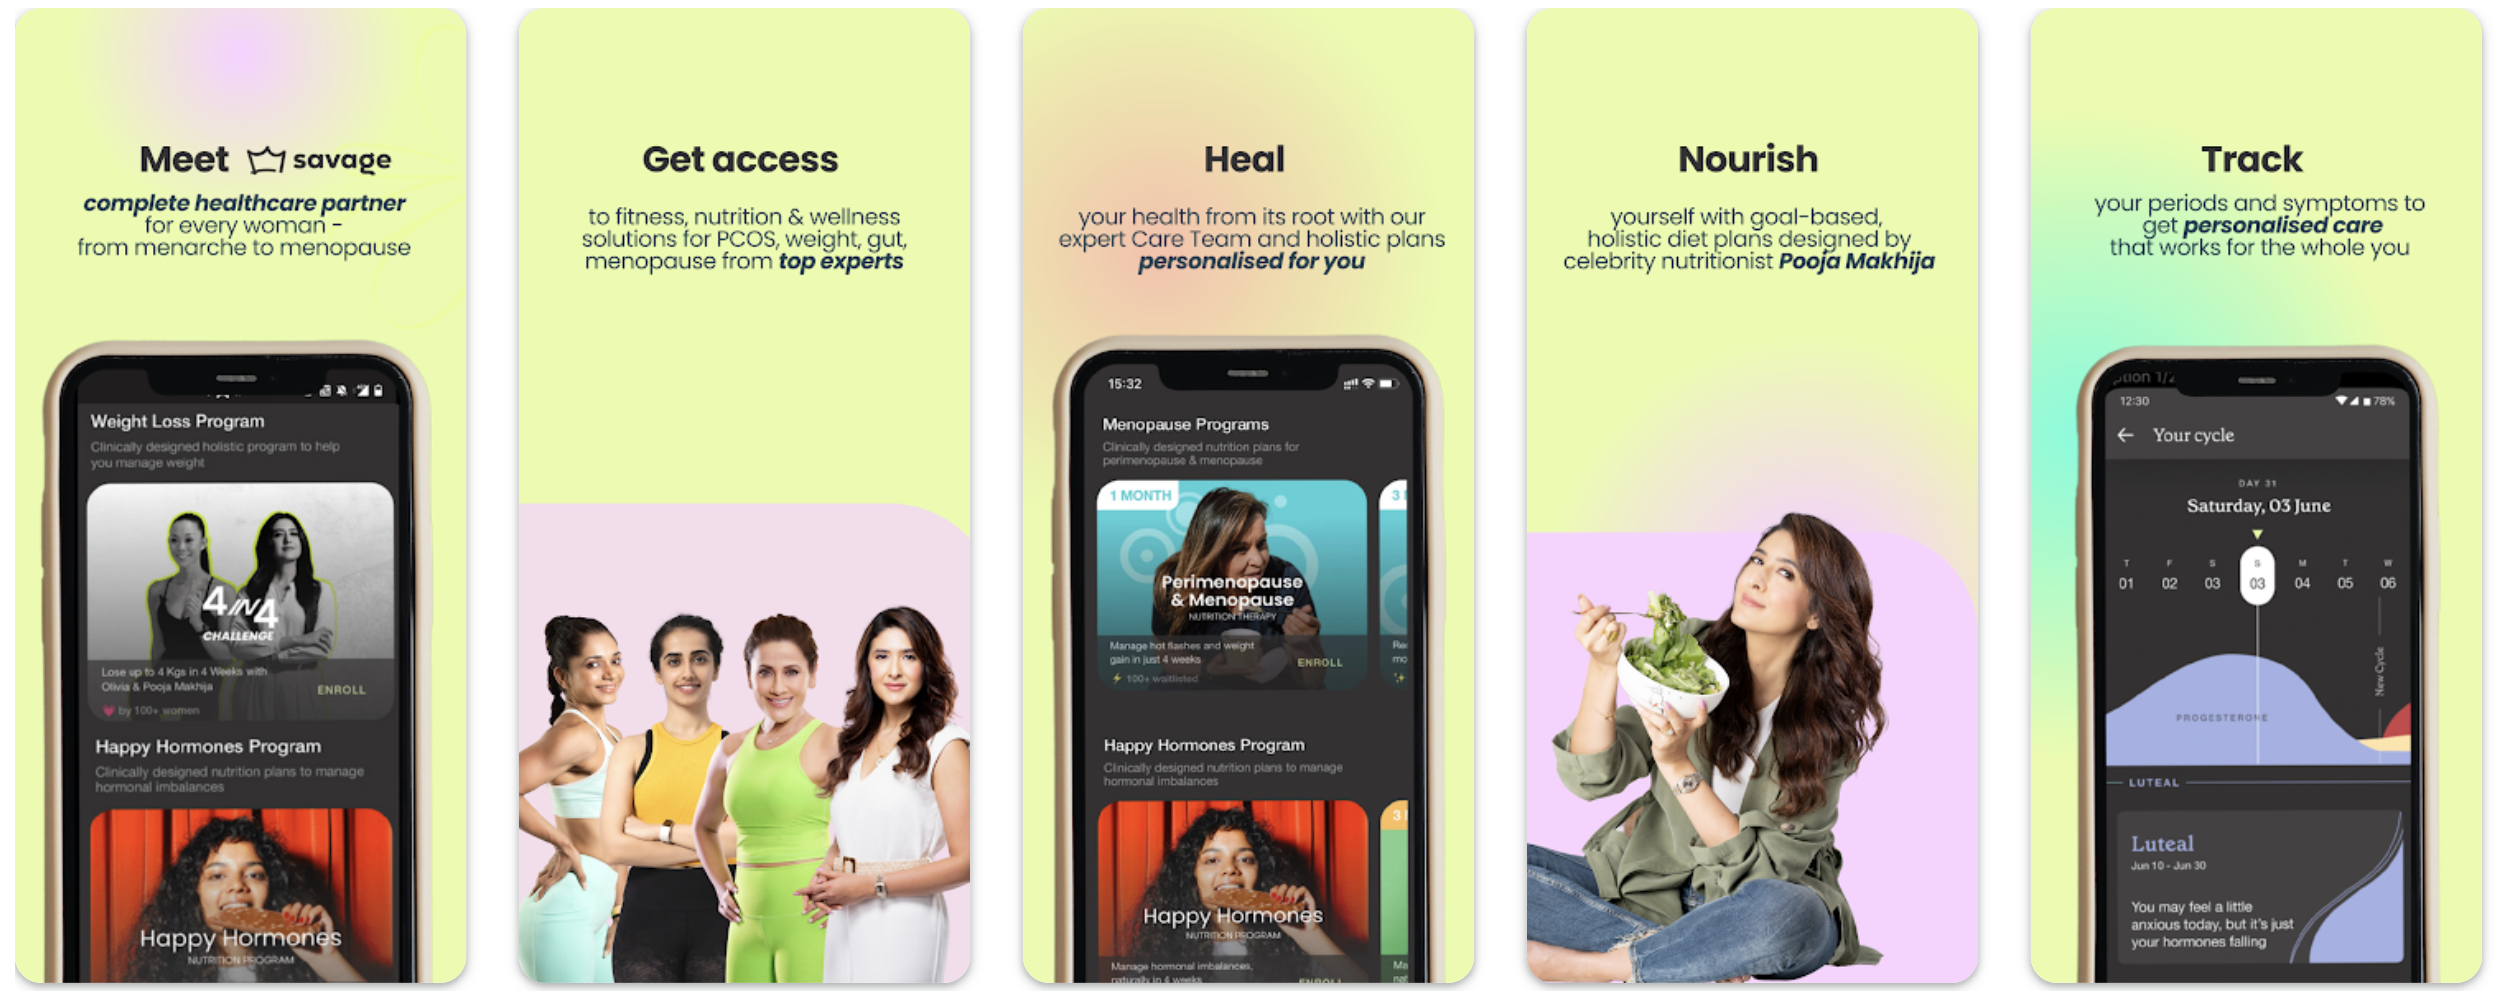 Meet savage
complete healthcare partner
for every woman -
from menarche to menopause
Weight Loss Program
Clinically designed holistic program to help
you manage weight
4 IN 4
CHALLENGE
Lose up to 4 Kgs in 4 Weeks with
Olivia & Pooja Makhija
ENROLL
by 100+ women
Happy Hormones Program
Clinically designed nutrition plans to manage
hormonal imbalances
Happy Hormones
NUTRITION PROGRAM
Get access
to fitness, nutrition & wellness
solutions for PCOS, weight, gut,
menopause from top experts
Heal
your health from its root with our
expert Care Team and holistic plans
personalised for you
15:32
Menopause Programs
Clinically designed nutrition plans for
perimenopause & menopause
1 MONTH
3
Perimenopause
& Menopause
NUTRITION THERAPY
Manage hot flashes and weight
gain in just 4 weeks
ENROLL
100+ waitlisted
Happy Hormones Program
Clinically designed nutrition plans to manage
hormonal imbalances
3
Happy Hormones
NUTRITION PROGRAM
Manage hormonal imbalances,
naturally in 4 weeks
ENROLL
Nourish
yourself with goal-based,
holistic diet plans designed by
celebrity nutritionist Pooja Makhija
Track
your periods and symptoms to
get personalised care
that works for the whole you
12:30
78%
Your cycle
DAY 31
Saturday, 03 June
T F S S M T W
01 02 03 03 04 05 06
New Cycle
PROGESTERONE
LUTEAL
Luteal
Jun 10 - Jun 30
You may feel a little
anxious today, but it's just
your hormones falling